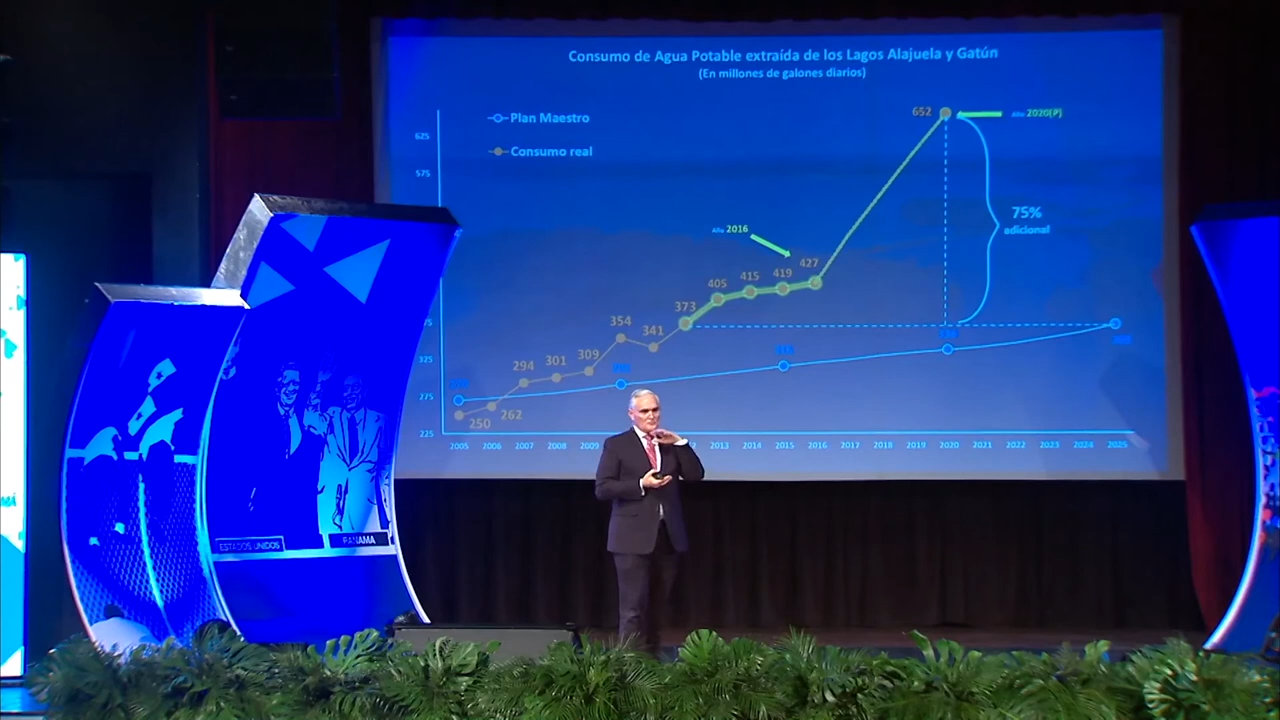 Consumo de Agua Potable extraída de los Lagos Alajuela y Gatún
(En millones de galones diarios)
Plan Maestro
Consumo real
625
575
325
275
225
652
Año 2020(P)
75%
adicional
Año 2016
427
419
415
405
373
354
341
309
301
294
262
250
2005 2006 2007 2008 2009 2013 2014 2015 2016 2017 2018 2019 2020 2021 2022 2023 2024 2025
ESTADOS UNIDOS
PANAMA
MÁ